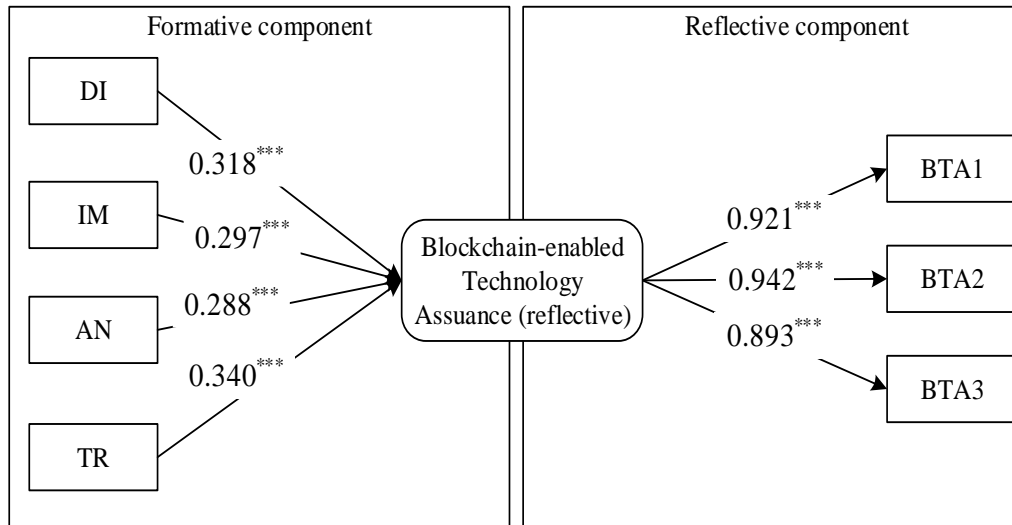 Formative component
DI
0.318***
IM
0.297***
AN
0.288***
TR
0.340***
Blockchain-enabled
Technology
Assuance (reflective)
Reflective component
0.921***
BTA1
0.942***
BTA2
0.893***
BTA3